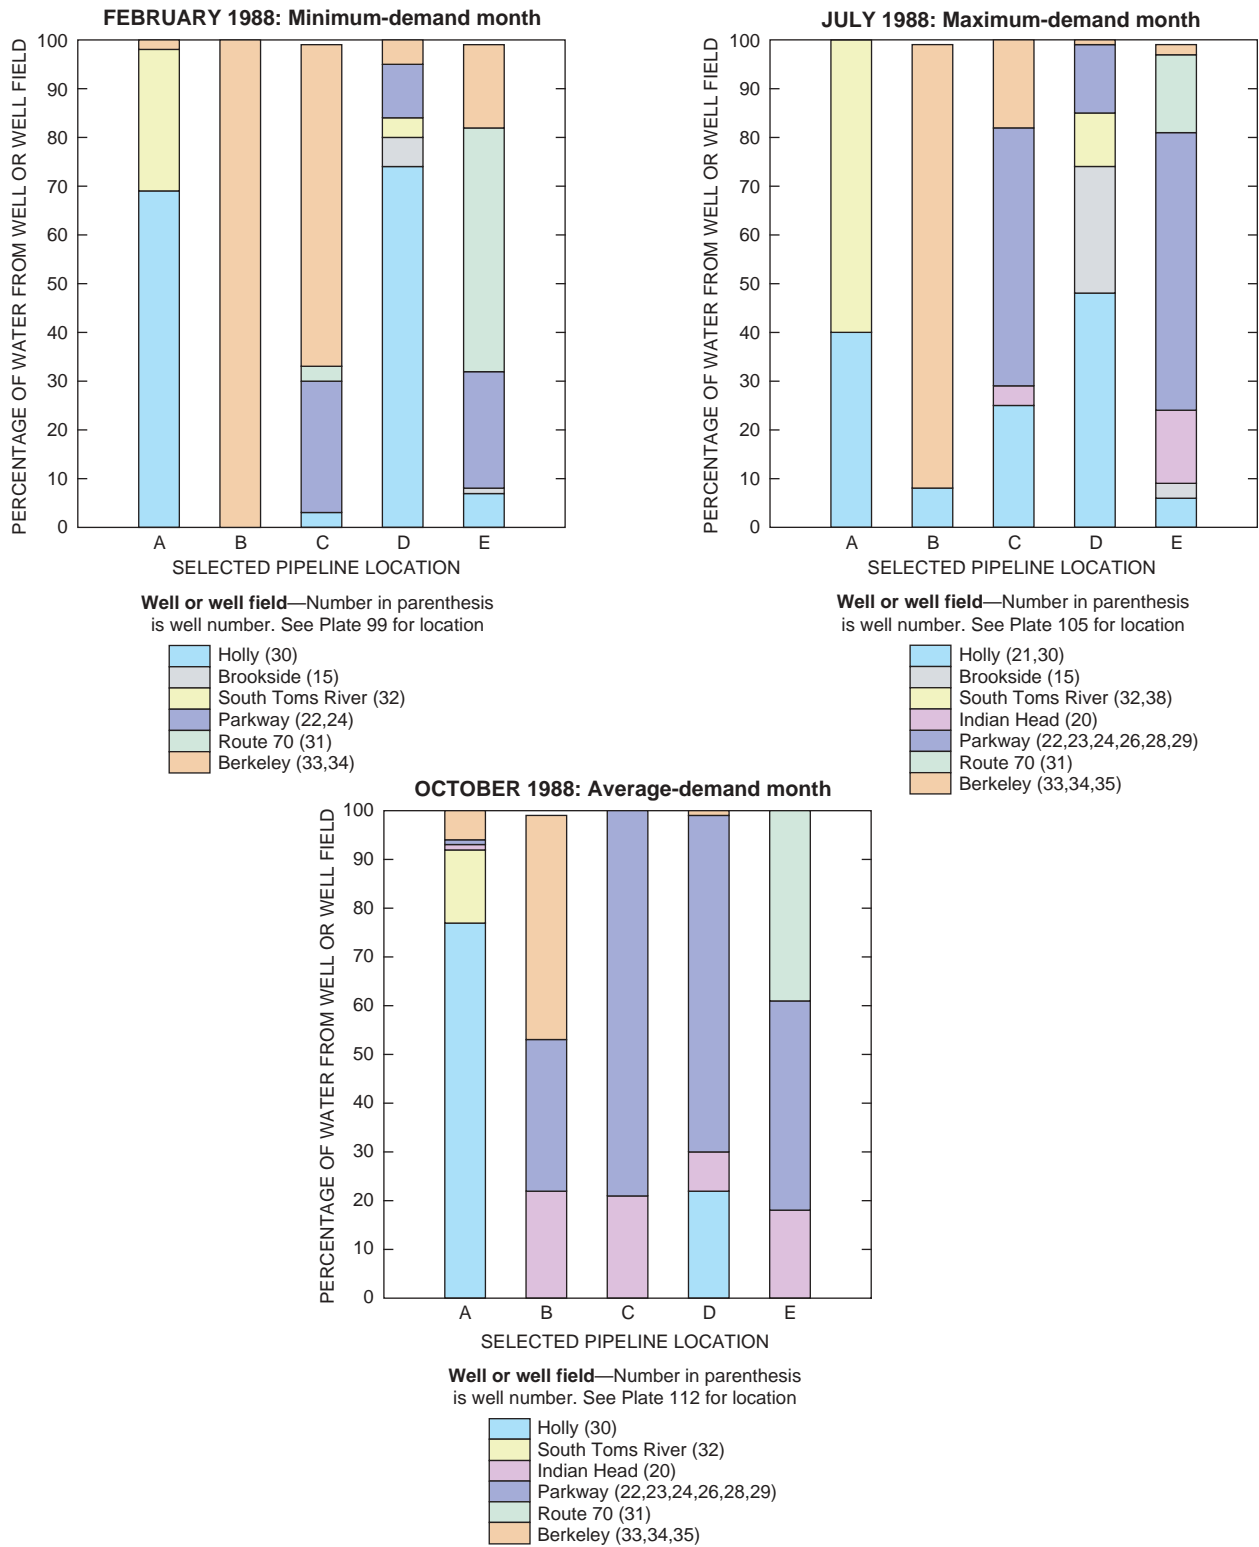 FEBRUARY 1988: Minimum-demand month
PERCENTAGE OF WATER FROM WELL OR WELL FIELD
100
90
80
70
60
50
40
30
20
10
0
A B C D E
SELECTED PIPELINE LOCATION
Well or well field—Number in parenthesis
is well number. See Plate 99 for location
Holly (30)
Brookside (15)
South Toms River (32)
Parkway (22,24)
Route 70 (31)
Berkeley (33,34)
JULY 1988: Maximum-demand month
PERCENTAGE OF WATER FROM WELL OR WELL FIELD
100
90
80
70
60
50
40
30
20
10
0
A B C D E
SELECTED PIPELINE LOCATION
Well or well field—Number in parenthesis
is well number. See Plate 105 for location
Holly (21,30)
Brookside (15)
South Toms River (32,38)
Indian Head (20)
Parkway (22,23,24,26,28,29)
Route 70 (31)
Berkeley (33,34,35)
OCTOBER 1988: Average-demand month
PERCENTAGE OF WATER FROM WELL OR WELL FIELD
100
90
80
70
60
50
40
30
20
10
0
A B C D E
SELECTED PIPELINE LOCATION
Well or well field—Number in parenthesis
is well number. See Plate 112 for location
Holly (30)
South Toms River (32)
Indian Head (20)
Parkway (22,23,24,26,28,29)
Route 70 (31)
Berkeley (33,34,35)